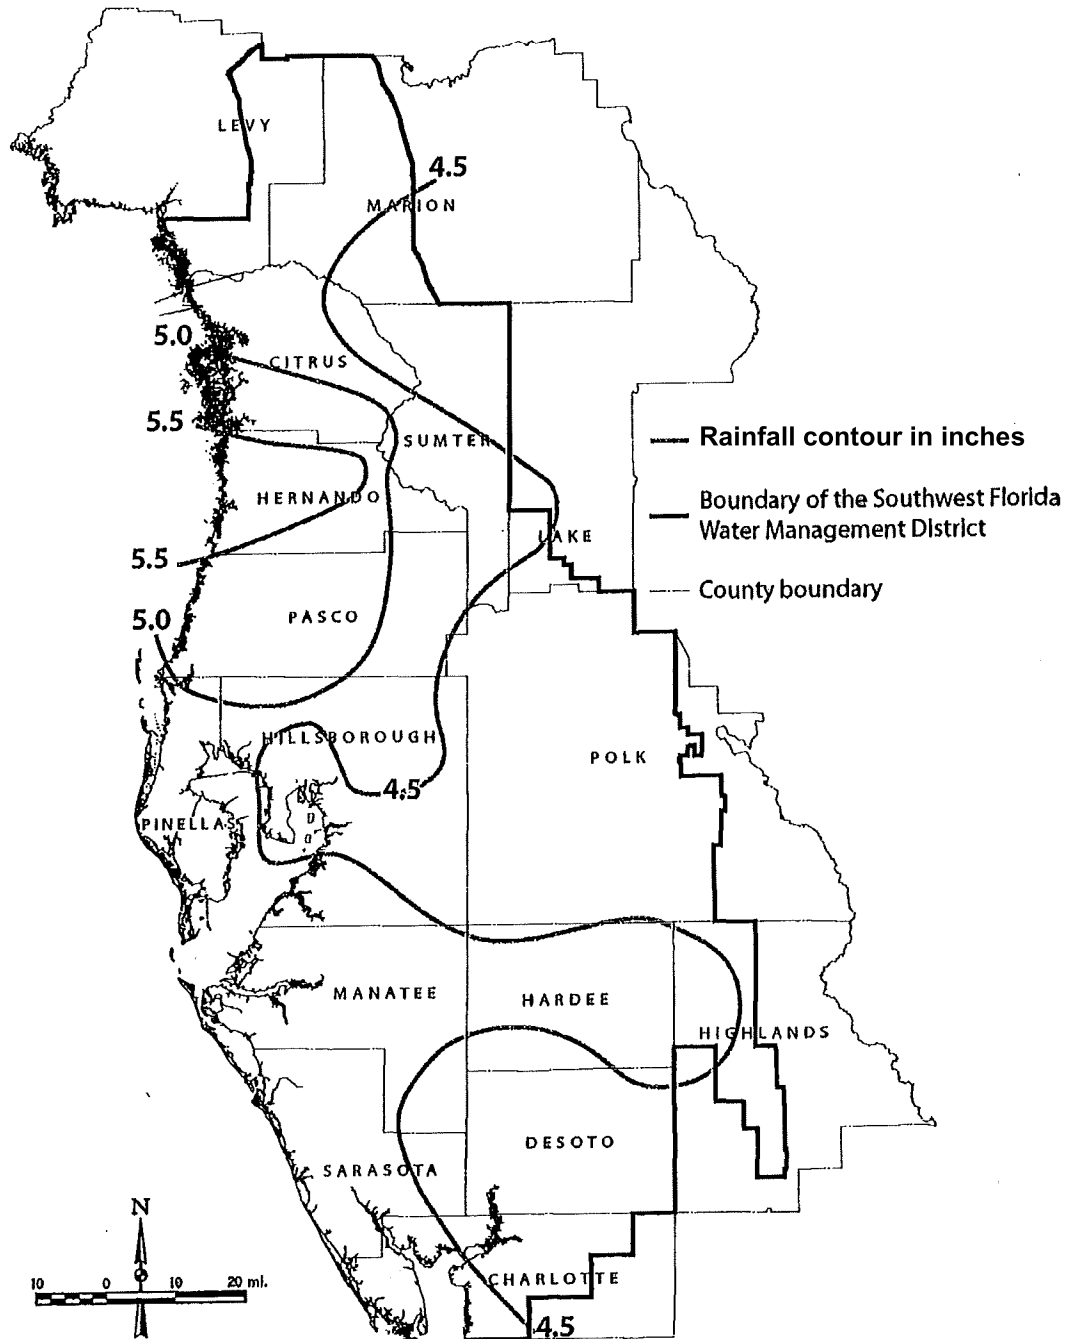 LEVY
4.5
MARION
5.0
CITRUS
5.5
SUMTER
Rainfall contour in inches
HERNANDO
Boundary of the Southwest Florida
Water Management District
LAKE
5.5
County boundary
5.0
PASCO
HILLSBOROUGH
POLK
4.5
PINELLAS
MANATEE
HARDEE
HIGHLANDS
DESOTO
SARASOTA
N
CHARLOTTE
10 0 10 20 mi.
4.5